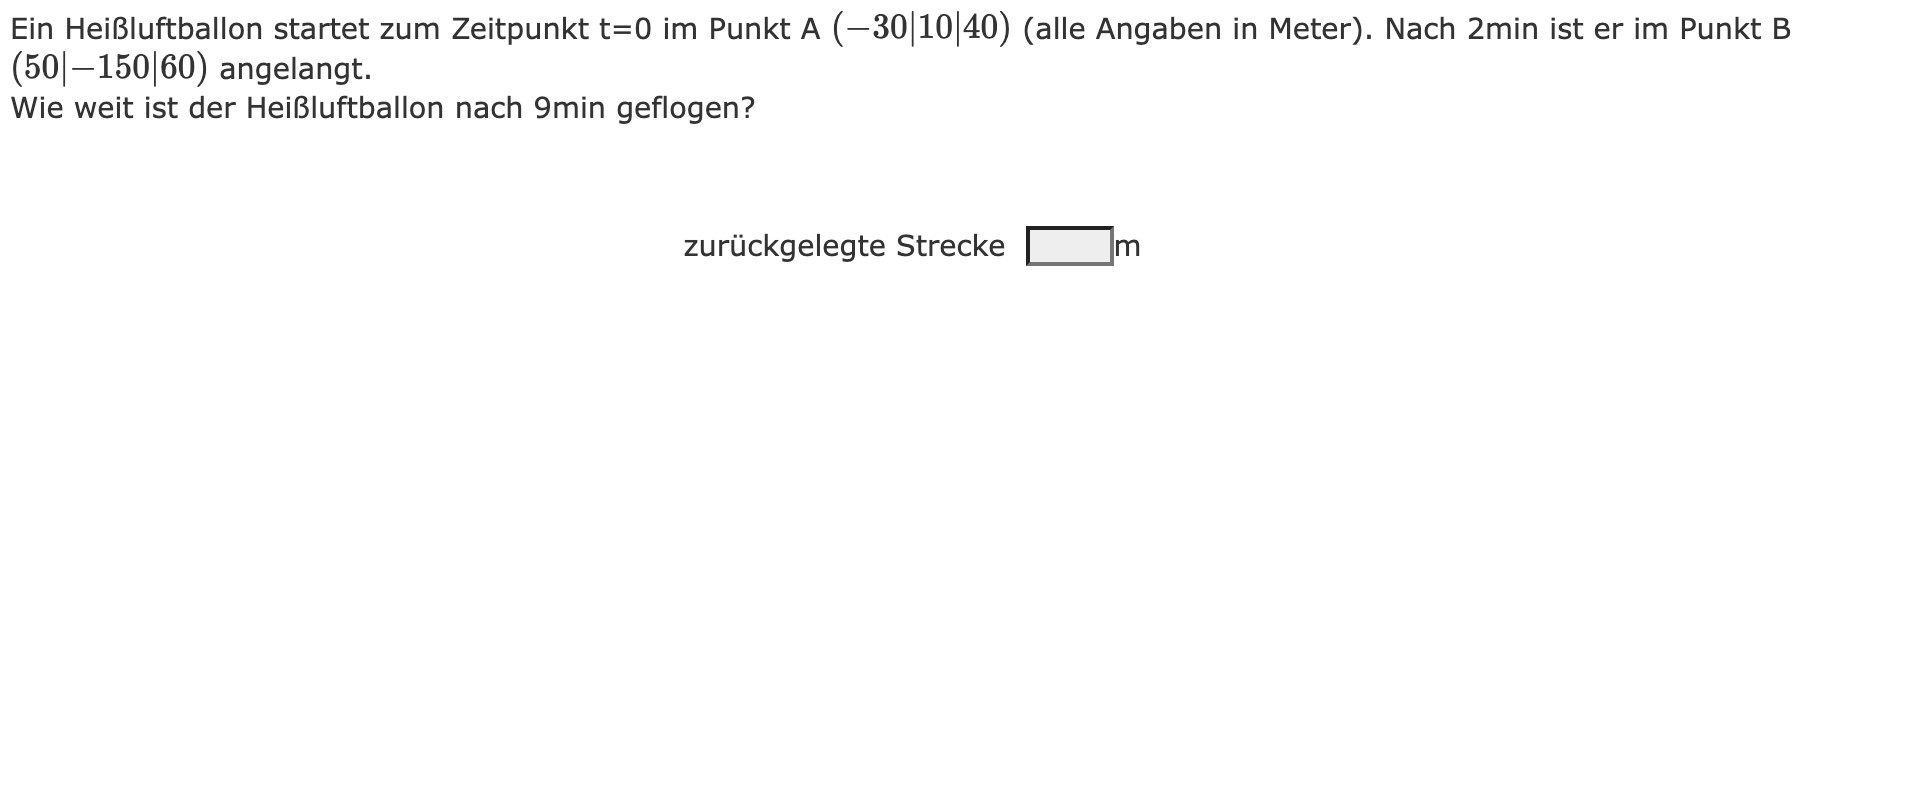 Ein Heißluftballon startet zum Zeitpunkt t=0 im Punkt A (−30|10|40) (alle Angaben in Meter). Nach 2min ist er im Punkt B
(50|−150|60) angelangt.
Wie weit ist der Heißluftballon nach 9min geflogen?
zurückgelegte Strecke m